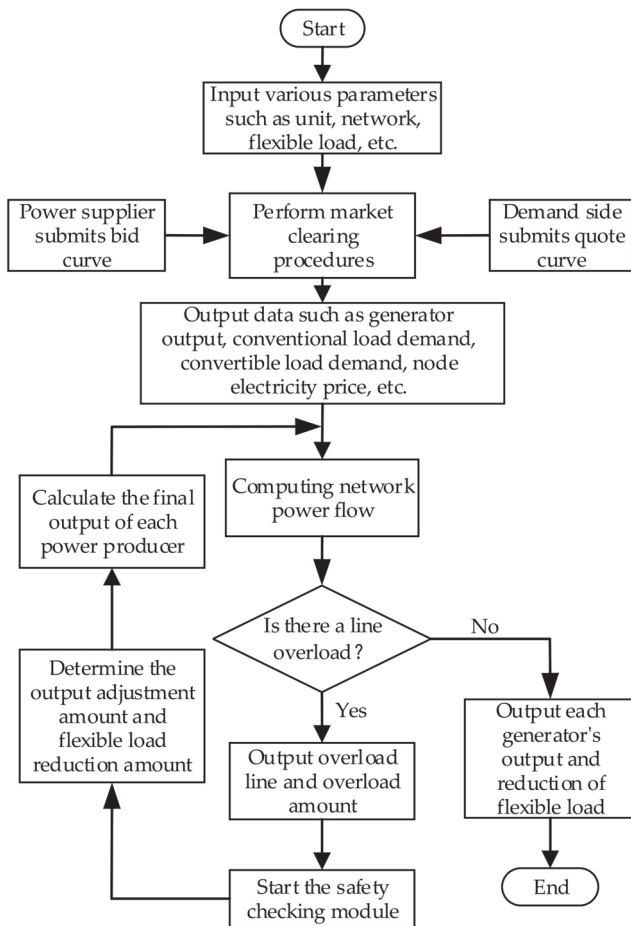 Start
Input various parameters
such as unit, network,
flexible load, etc.
Power supplier
submits bid
curve
Perform market
clearing
procedures
Demand side
submits quote
curve
Output data such as generator
output, conventional load demand,
convertible load demand, node
electricity price, etc.
Calculate the final
output of each
power producer
Computing network
power flow
Is there a line
overload?
No
Yes
Determine the
output adjustment
amount and
flexible load
reduction amount
Output overload
line and overload
amount
Output each
generator's
output and
reduction of
flexible load
Start the safety
checking module
End